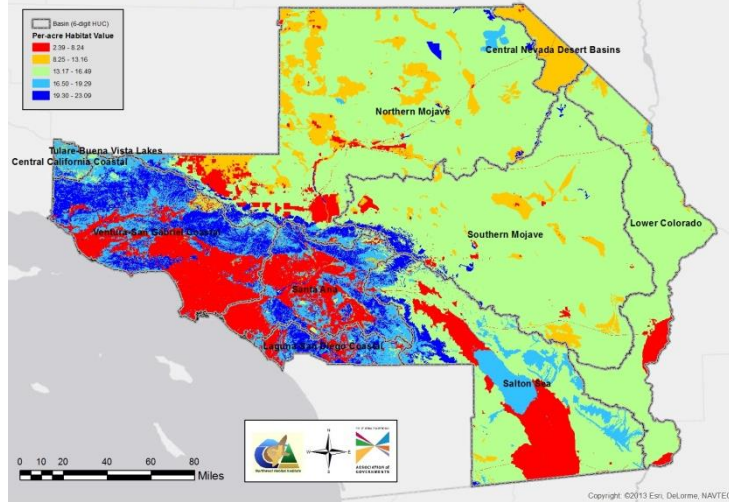 Basin (6-digit HUC)
Per-acre Habitat Value
2.39 - 8.24
8.25 - 13.16
13.17 - 16.49
16.50 - 19.29
19.30 - 23.09
Central Nevada Desert Basins
Northern Mojave
Tulare-Buena Vista Lakes
Central California Coastal
Ventura-San Gabriel Coastal
Southern Mojave
Lower Colorado
Santa Ana
Laguna-San Diego Coastal
Salton Sea
N
W
E
S
ASSOCIATION of
GOVERNMENTS
0 10 20 40 60 80
Miles
Copyright: ©2013 Esri, DeLorme, NAVTEQ